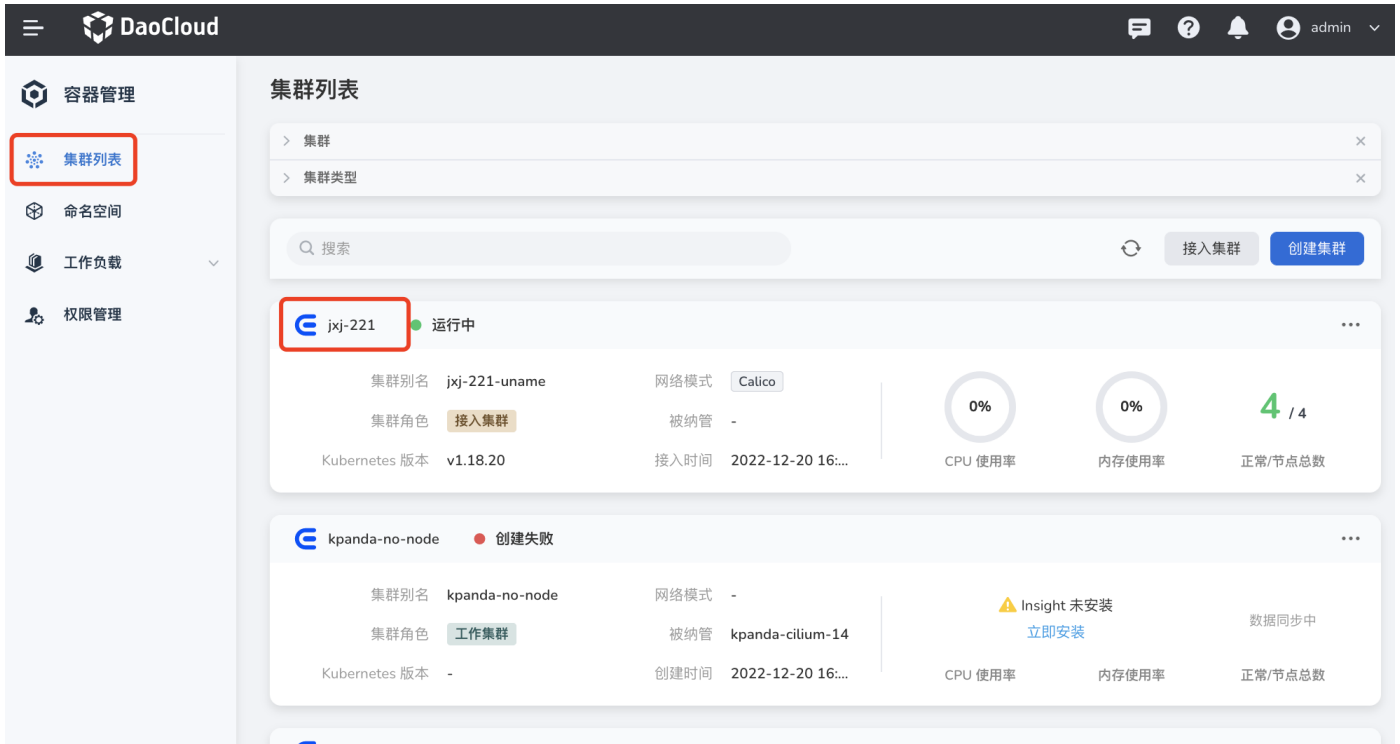 DaoCloud
admin
容器管理
集群列表
命名空间
工作负载
权限管理
集群列表
集群
集群类型
搜索
接入集群
创建集群
jxj-221
运行中
集群别名 jxj-221-uname
网络模式 Calico
集群角色 接入集群
被纳管 -
Kubernetes 版本 v1.18.20
接入时间 2022-12-20 16:...
0%
CPU 使用率
0%
内存使用率
4 / 4
正常/节点总数
kpanda-no-node
创建失败
集群别名 kpanda-no-node
网络模式 -
集群角色 工作集群
被纳管 kpanda-cilium-14
Kubernetes 版本 -
创建时间 2022-12-20 16:...
Insight 未安装
立即安装
数据同步中
CPU 使用率
内存使用率
正常/节点总数